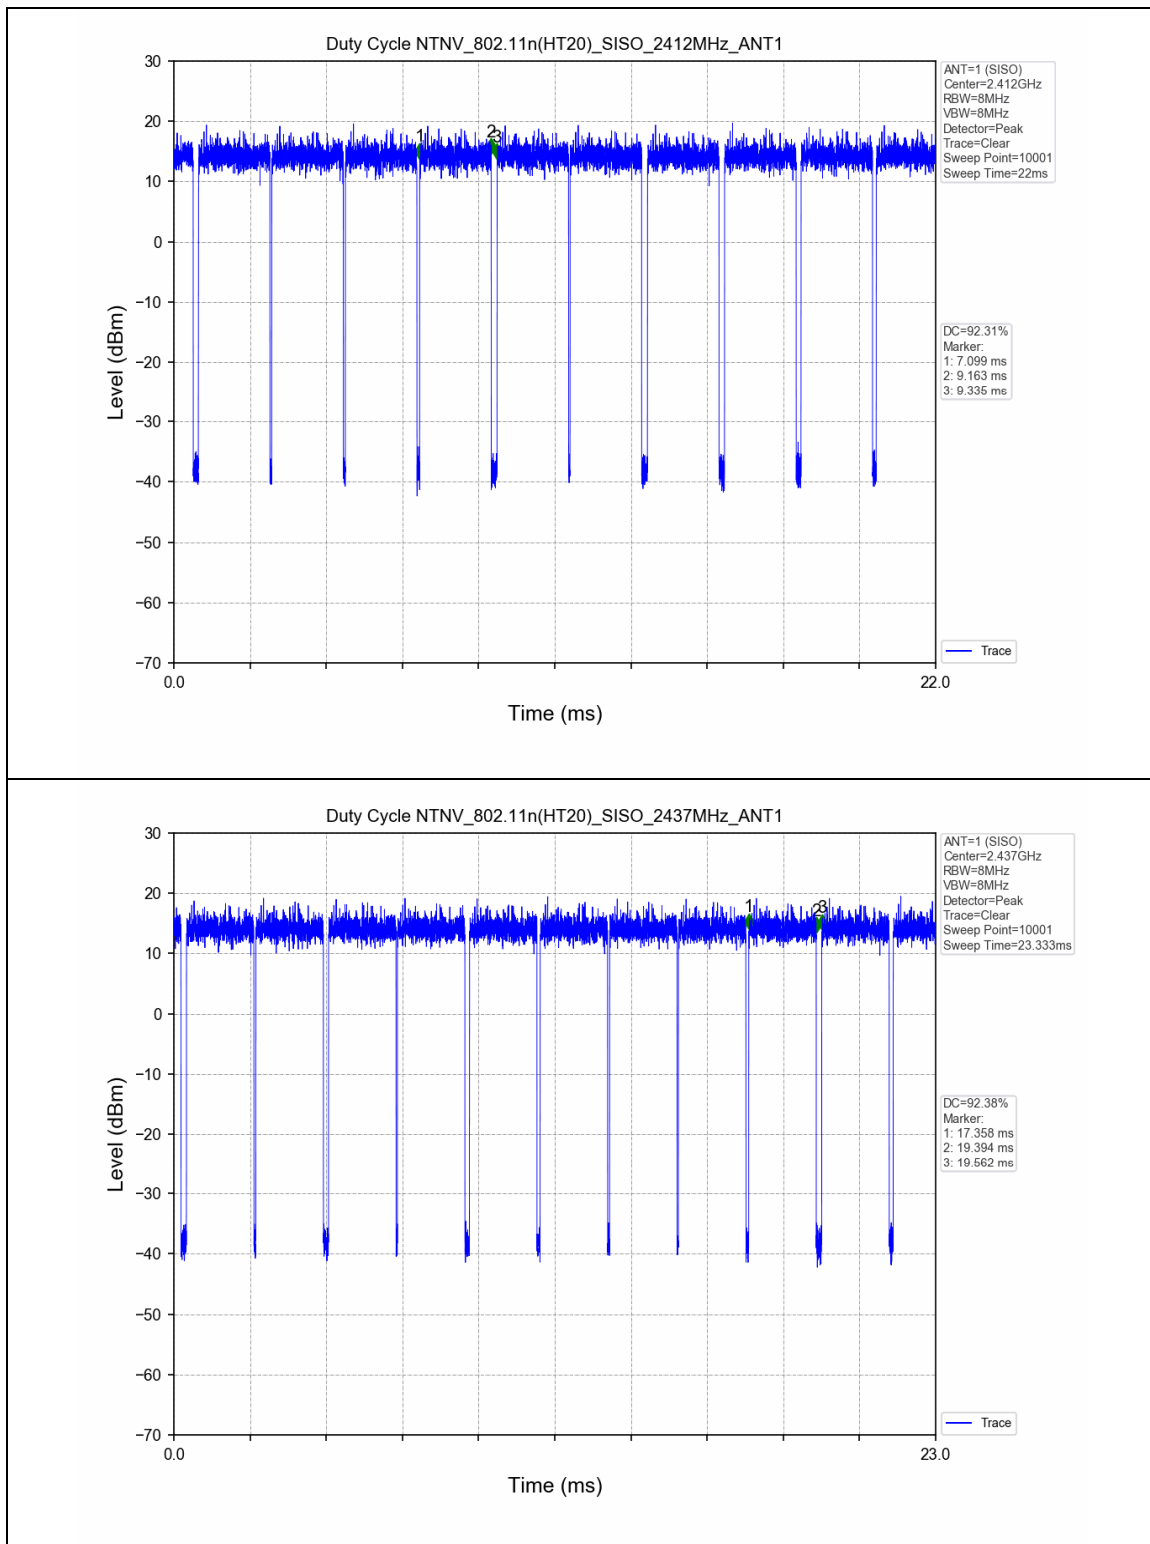 Duty Cycle NTNV_802.11n(HT20)_SISO_2412MHz_ANT1
30
20
10
0
−10
−20
−30
−40
−50
−60
−70
Level (dBm)
1
2
3
0.0
22.0
Time (ms)
ANT=1 (SISO)
Center=2.412GHz
RBW=8MHz
VBW=8MHz
Detector=Peak
Trace=Clear
Sweep Point=10001
Sweep Time=22ms
DC=92.31%
Marker:
1: 7.099 ms
2: 9.163 ms
3: 9.335 ms
Trace
Duty Cycle NTNV_802.11n(HT20)_SISO_2437MHz_ANT1
30
20
10
0
−10
−20
−30
−40
−50
−60
−70
Level (dBm)
1
2
3
0.0
23.0
Time (ms)
ANT=1 (SISO)
Center=2.437GHz
RBW=8MHz
VBW=8MHz
Detector=Peak
Trace=Clear
Sweep Point=10001
Sweep Time=23.333ms
DC=92.38%
Marker:
1: 17.358 ms
2: 19.394 ms
3: 19.562 ms
Trace